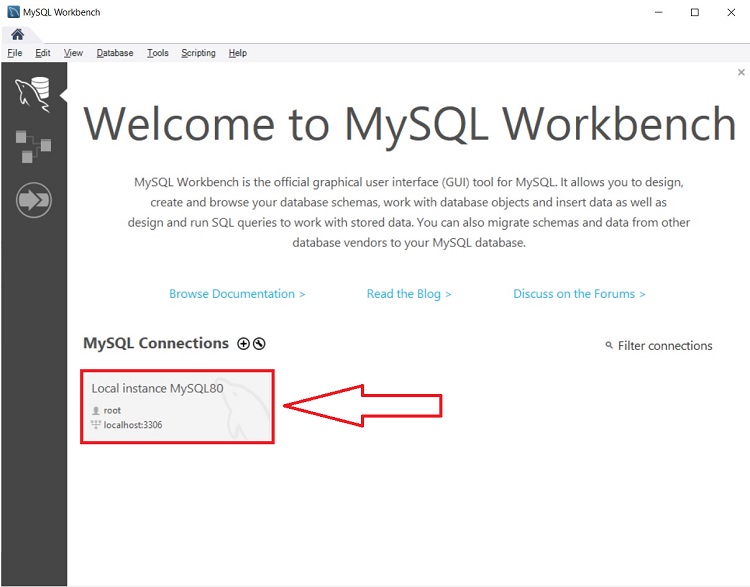 MySQL Workbench
File Edit View Database Tools Scripting Help
Welcome to MySQL Workbench
MySQL Workbench is the official graphical user interface (GUI) tool for MySQL. It allows you to design,
create and browse your database schemas, work with database objects and insert data as well as
design and run SQL queries to work with stored data. You can also migrate schemas and data from other
database vendors to your MySQL database.
Browse Documentation > Read the Blog > Discuss on the Forums >
MySQL Connections Filter connections
Local instance MySQL80
root
localhost:3306